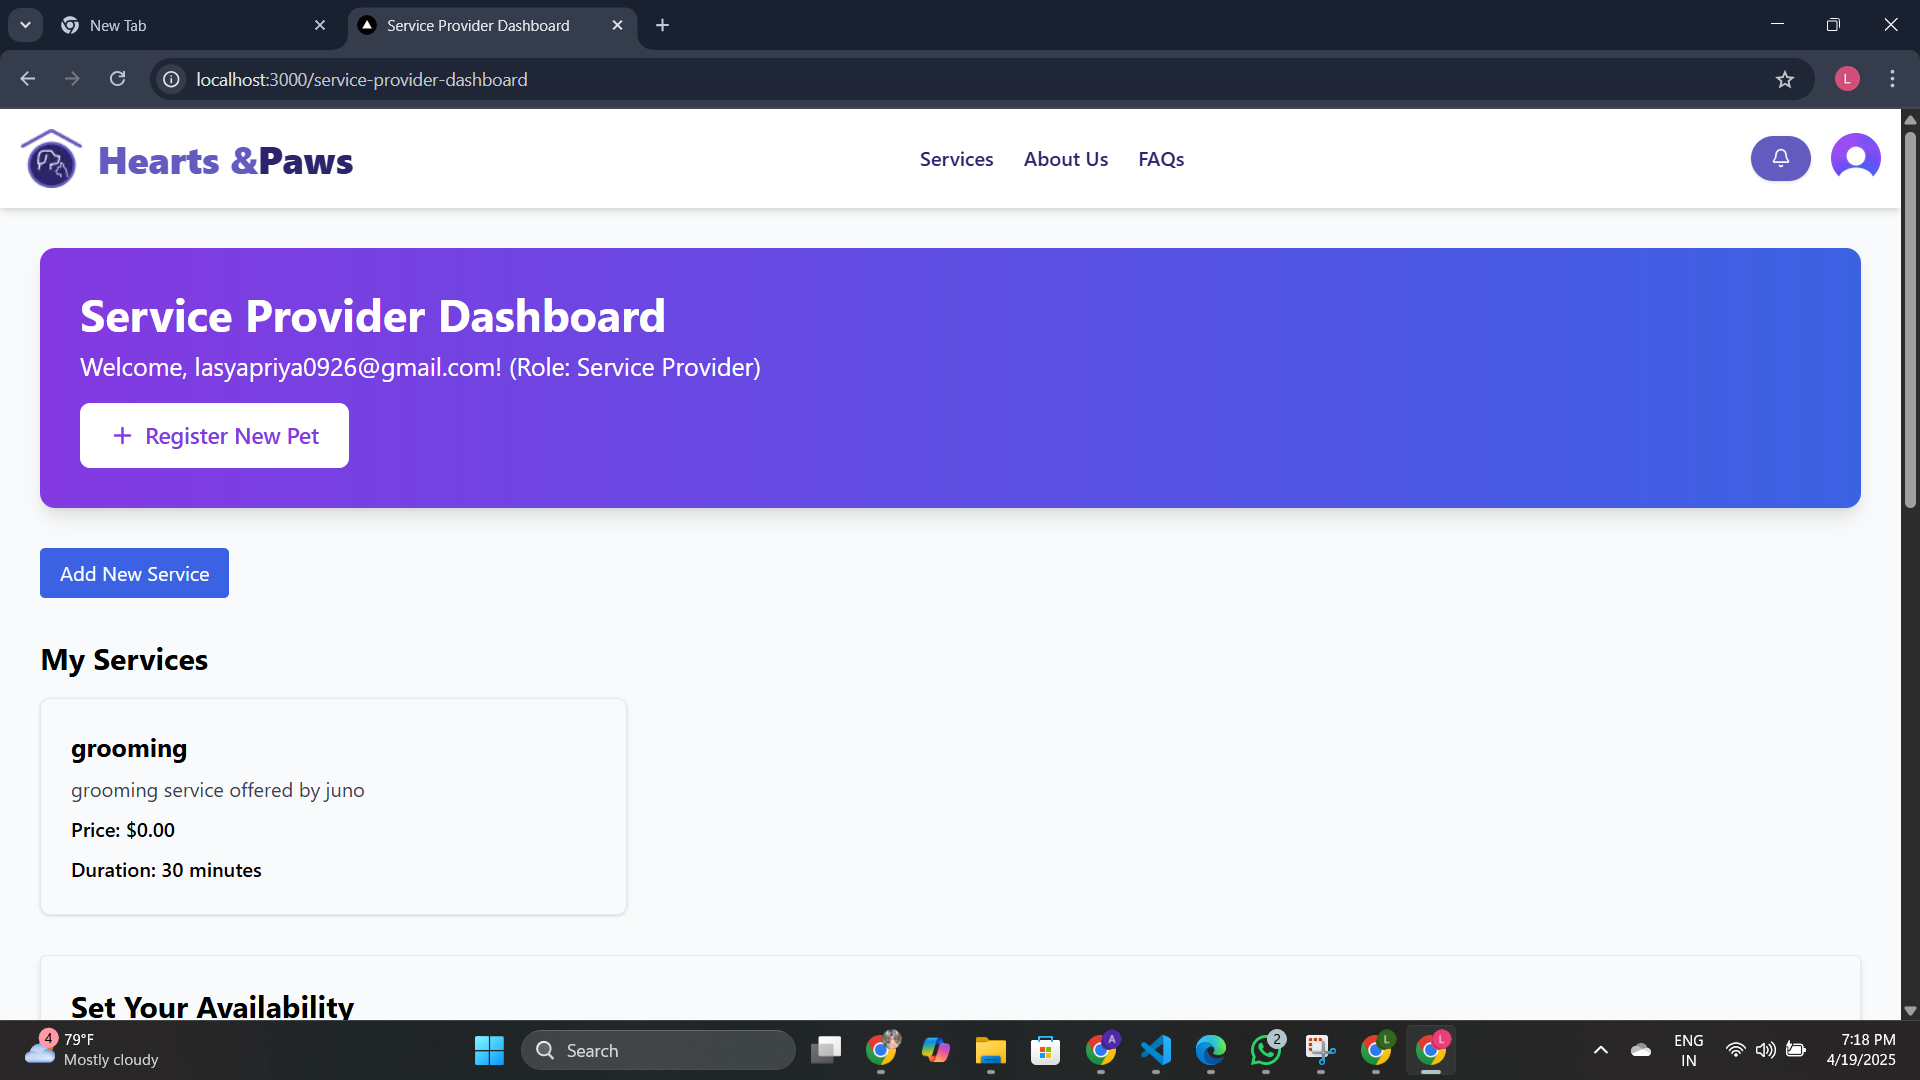 New Tab
Service Provider Dashboard
localhost:3000/service-provider-dashboard
L
Hearts &Paws
Services
About Us
FAQs
Service Provider Dashboard
Welcome, lasyapriya0926@gmail.com! (Role: Service Provider)
+ Register New Pet
Add New Service
My Services
grooming
grooming service offered by juno
Price: $0.00
Duration: 30 minutes
Set Your Availability
4
79°F
Mostly cloudy
Search
A
2
L
L
ENG
IN
7:18 PM
4/19/2025